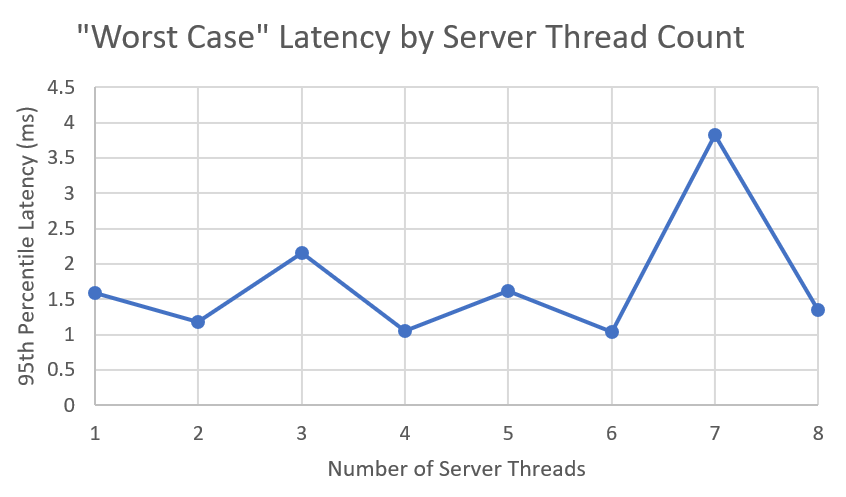 "Worst Case" Latency by Server Thread Count
4.5
4
3.5
3
2.5
2
1.5
1
0.5
0
95th Percentile Latency (ms)
1 2 3 4 5 6 7 8
Number of Server Threads